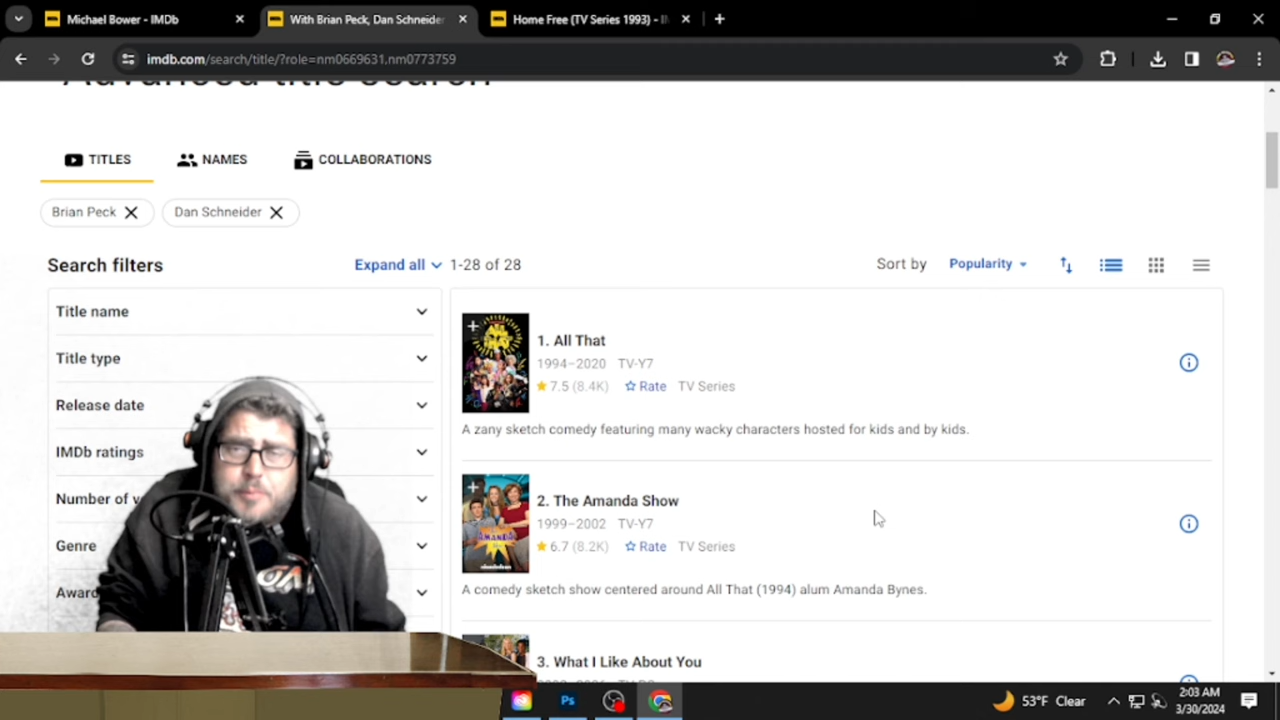 Michael Bower - IMDb
With Brian Peck, Dan Schneider
Home Free (TV Series 1993) - I
imdb.com/search/title/?role=nm0669631.nm0773759
Advanced title search
TITLES
NAMES
COLLABORATIONS
Brian Peck
Dan Schneider
Search filters
Expand all
1-28 of 28
Sort by
Popularity
Title name
Title type
Release date
IMDb ratings
Number of v
Genre
Award
1. All That
1994–2020 TV-Y7
7.5 (8.4K) Rate TV Series
A zany sketch comedy featuring many wacky characters hosted for kids and by kids.
2. The Amanda Show
1999–2002 TV-Y7
6.7 (8.2K) Rate TV Series
A comedy sketch show centered around All That (1994) alum Amanda Bynes.
3. What I Like About You
Ps
53°F Clear
2:03 AM
3/30/2024